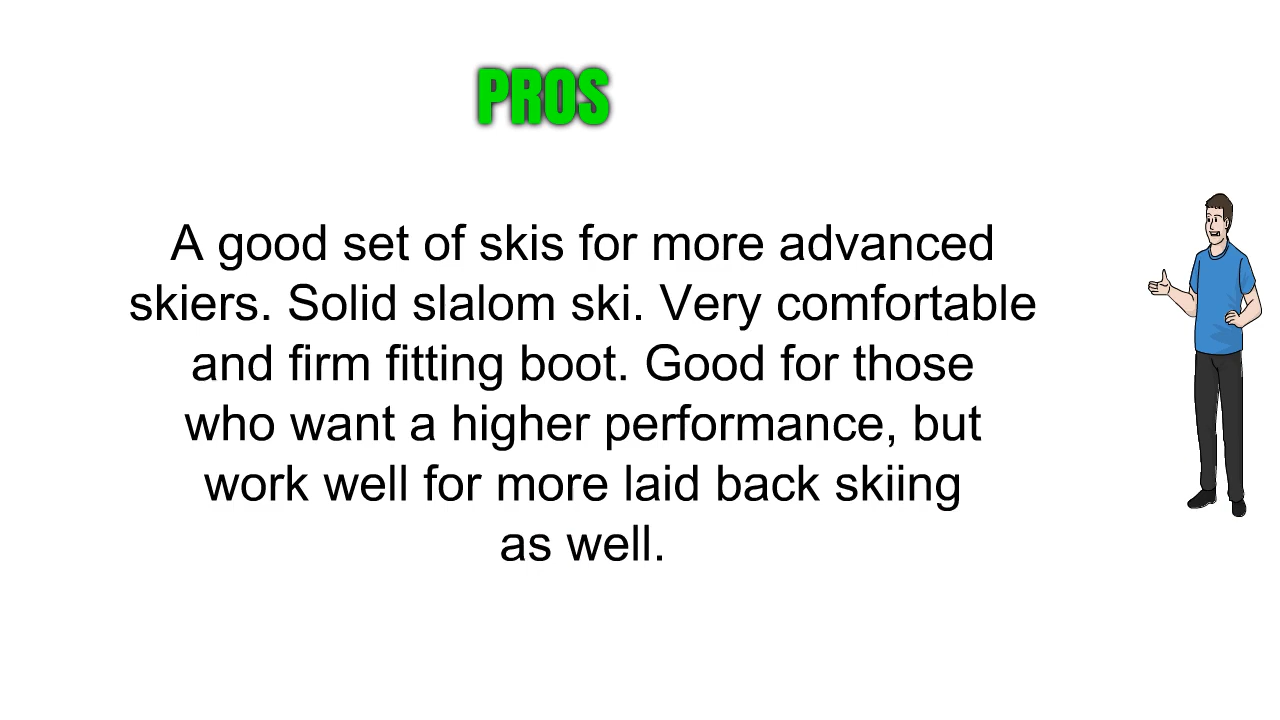 PROS
A good set of skis for more advanced
skiers. Solid slalom ski. Very comfortable
and firm fitting boot. Good for those
who want a higher performance, but
work well for more laid back skiing
as well.